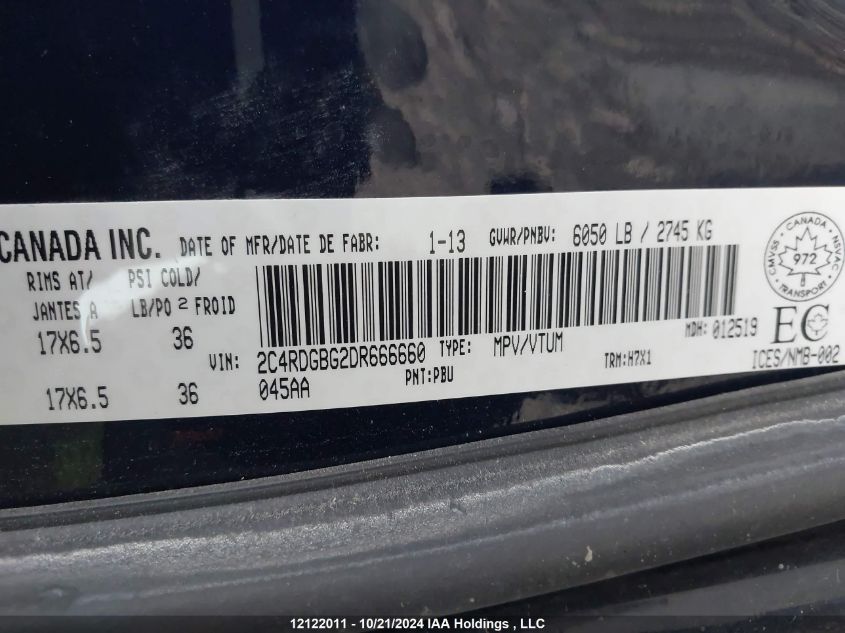 CANADA INC. DATE OF MFR/DATE DE FABR: 1-13 GVWR/PNBV: 6050 LB / 2745 KG
RIMS AT/ PSI COLD/
JANTES A LB/PO 2 FROID
17X6.5 36
MDH: 012519
VIN: 2C4RDGBG2DR666660 TYPE: MPV/VTUM
TRM:H7X1
17X6.5 36 045AA PNT:PBU
CMVSS CANADA NSVAC
972
TRANSPORT
EC
ICES/NMB-002
12122011 - 10/21/2024 IAA Holdings , LLC